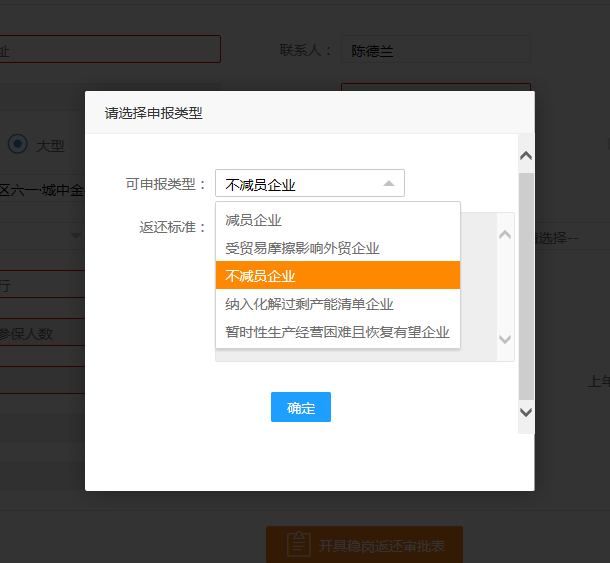 址
联系人：
陈德兰
请选择申报类型
大型
可申报类型：
不减员企业
区六一·城中金
返还标准：
减员企业
受贸易摩擦影响外贸企业
请选择--
不减员企业
行
纳入化解过剩产能清单企业
参保人数
暂时性生产经营困难且恢复有望企业
上年
确定
开具稳岗返还审批表